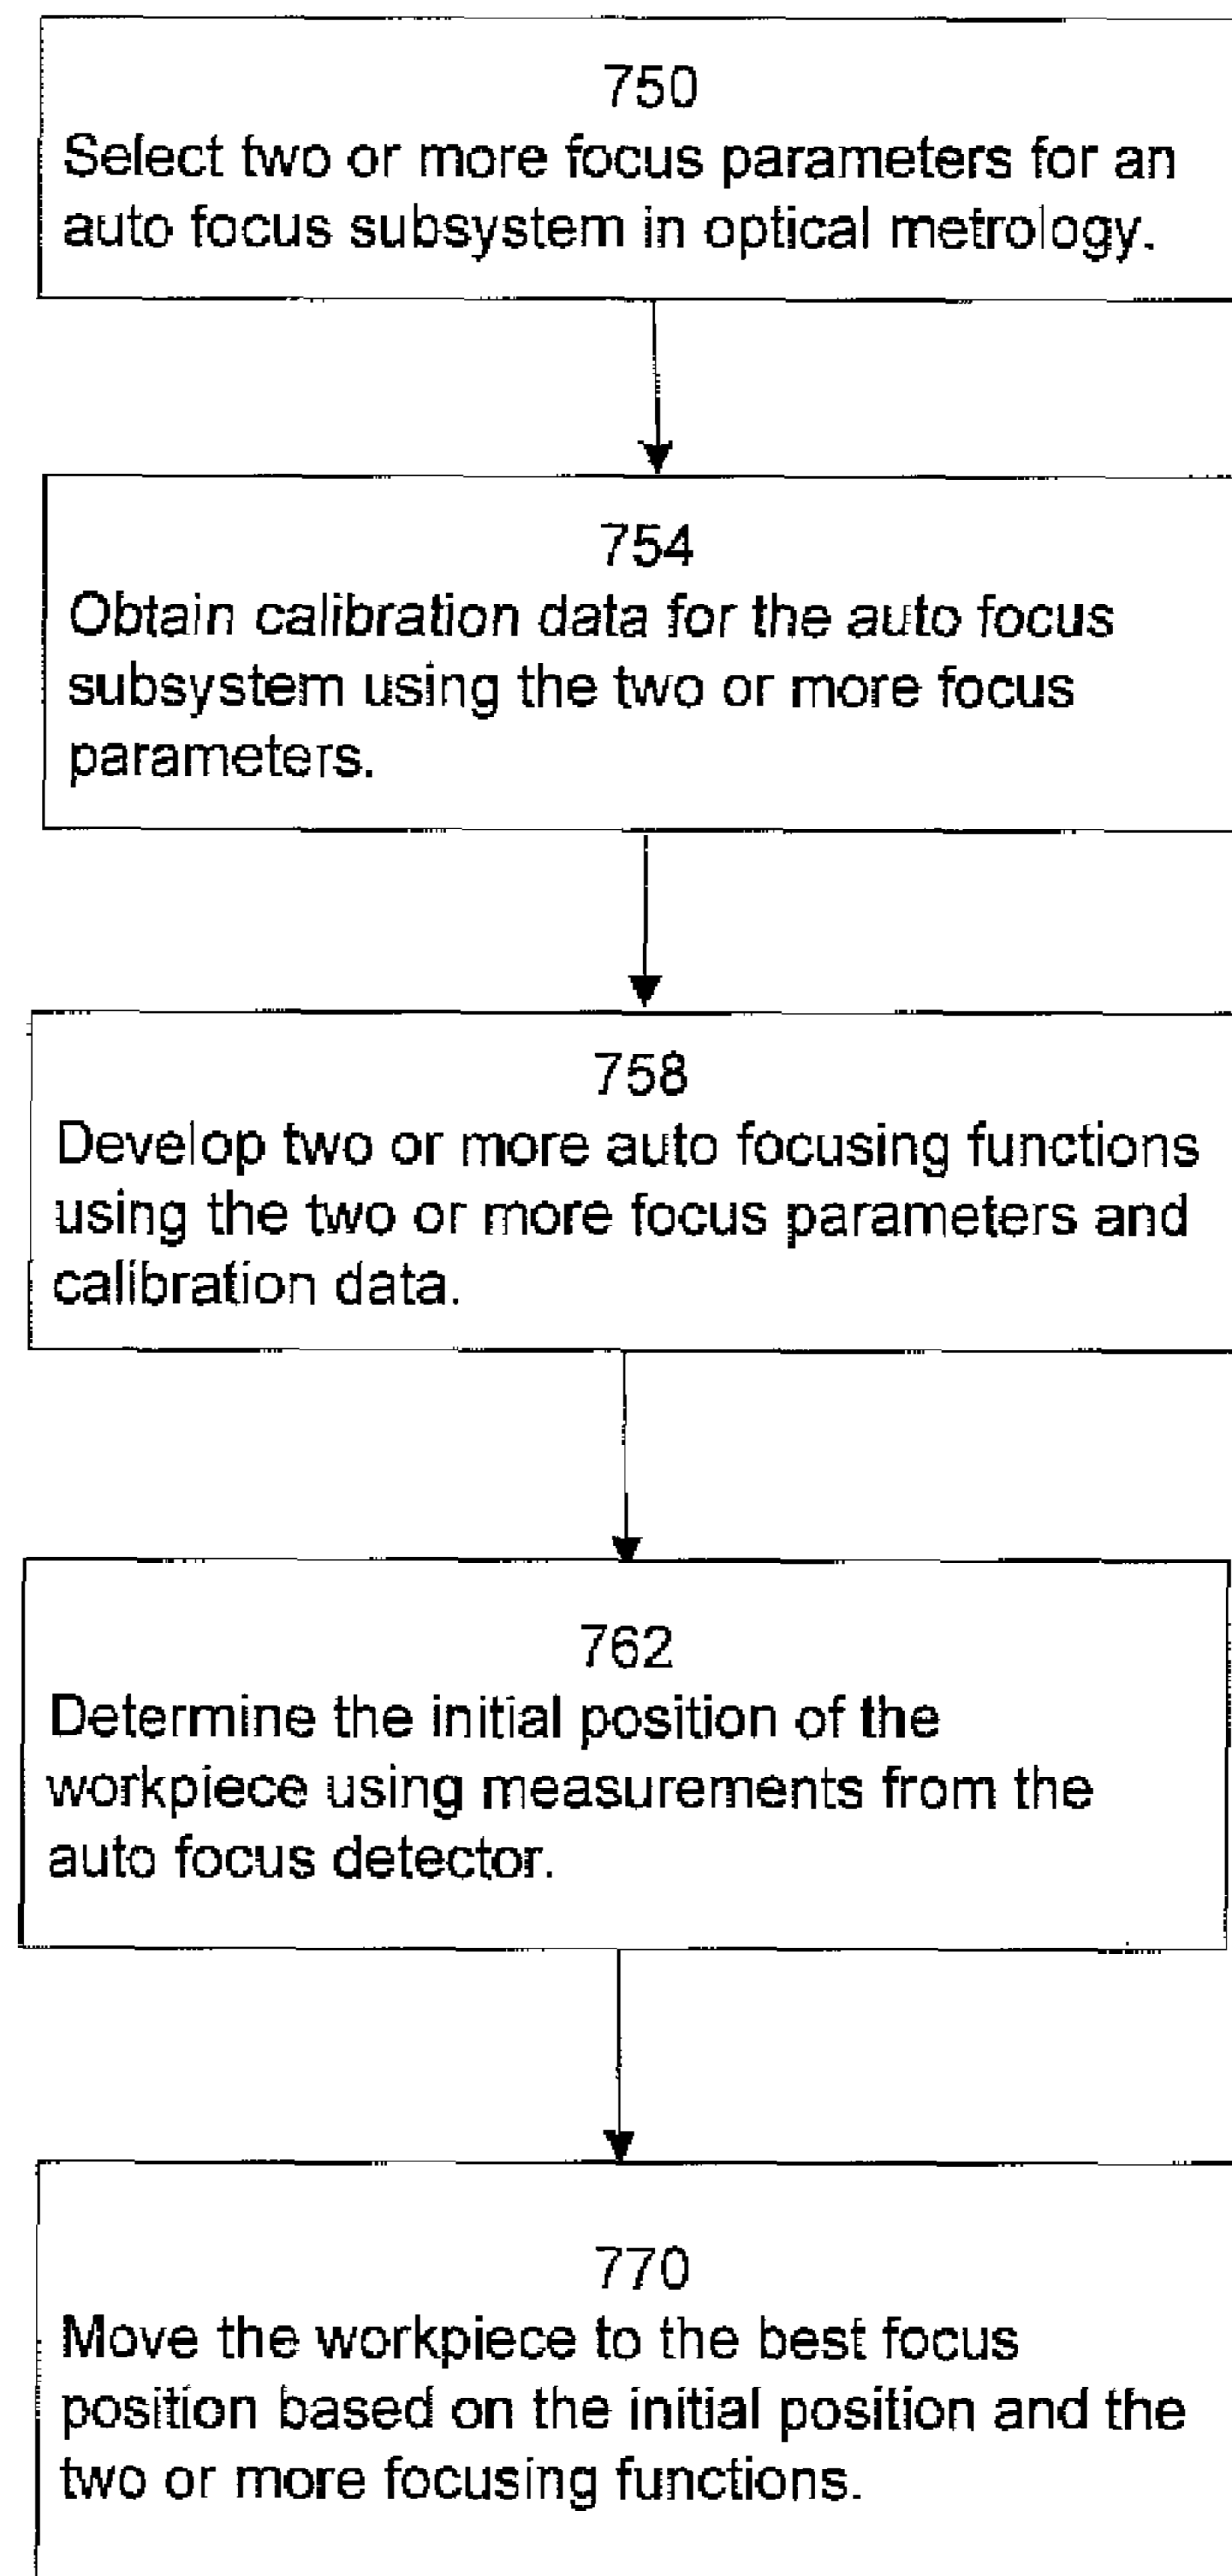 750
Select two or more focus parameters for an
auto focus subsystem in optical metrology.
754
Obtain calibration data for the auto focus
subsystem using the two or more focus
parameters.
758
Develop two or more auto focusing functions
using the two or more focus parameters and
calibration data.
762
Determine the initial position of the
workpiece using measurements from the
auto focus detector.
770
Move the workpiece to the best focus
position based on the initial position and the
two or more focusing functions.